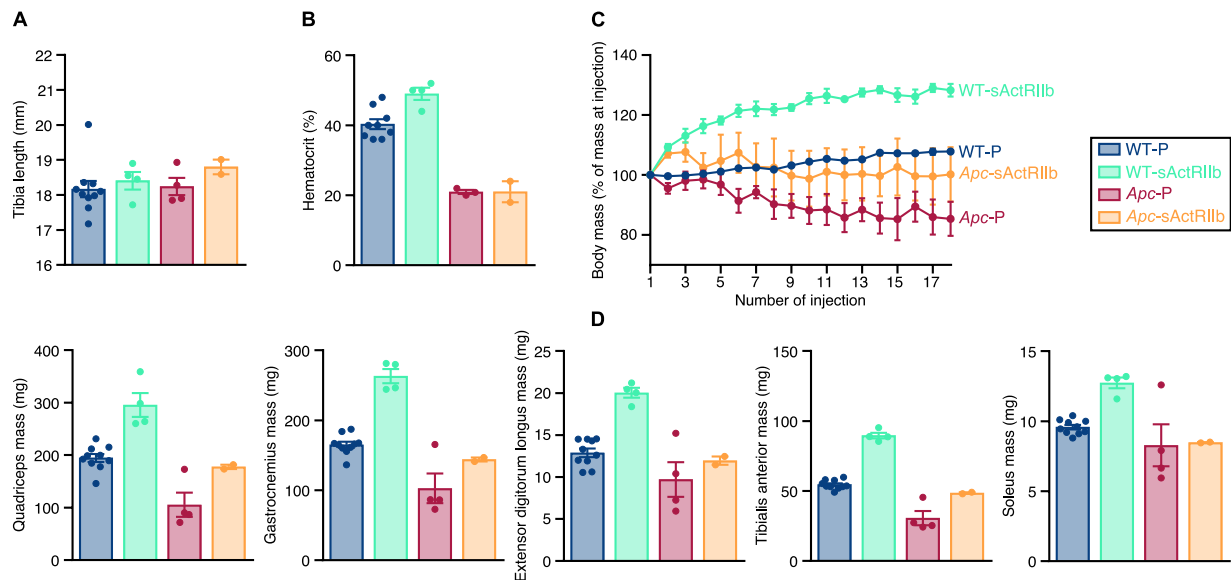 A
Tibia length (mm)
22
21
20
19
18
17
16
B
Hematocrit (%)
60
40
20
0
C
Body mass (% of mass at injection)
140
120
100
80
1
3
5
7
9
11
13
15
17
Number of injection
WT-sActRIIb
WT-P
Apc-sActRIIb
Apc-P
WT-P
WT-sActRIIb
Apc-P
Apc-sActRIIb
D
Quadriceps mass (mg)
400
300
200
100
0
Gastrocnemius mass (mg)
300
200
100
0
Extensor digitorum longus mass (mg)
25
20
15
10
5
0
Tibialis anterior mass (mg)
150
100
50
0
Soleus mass (mg)
15
10
5
0